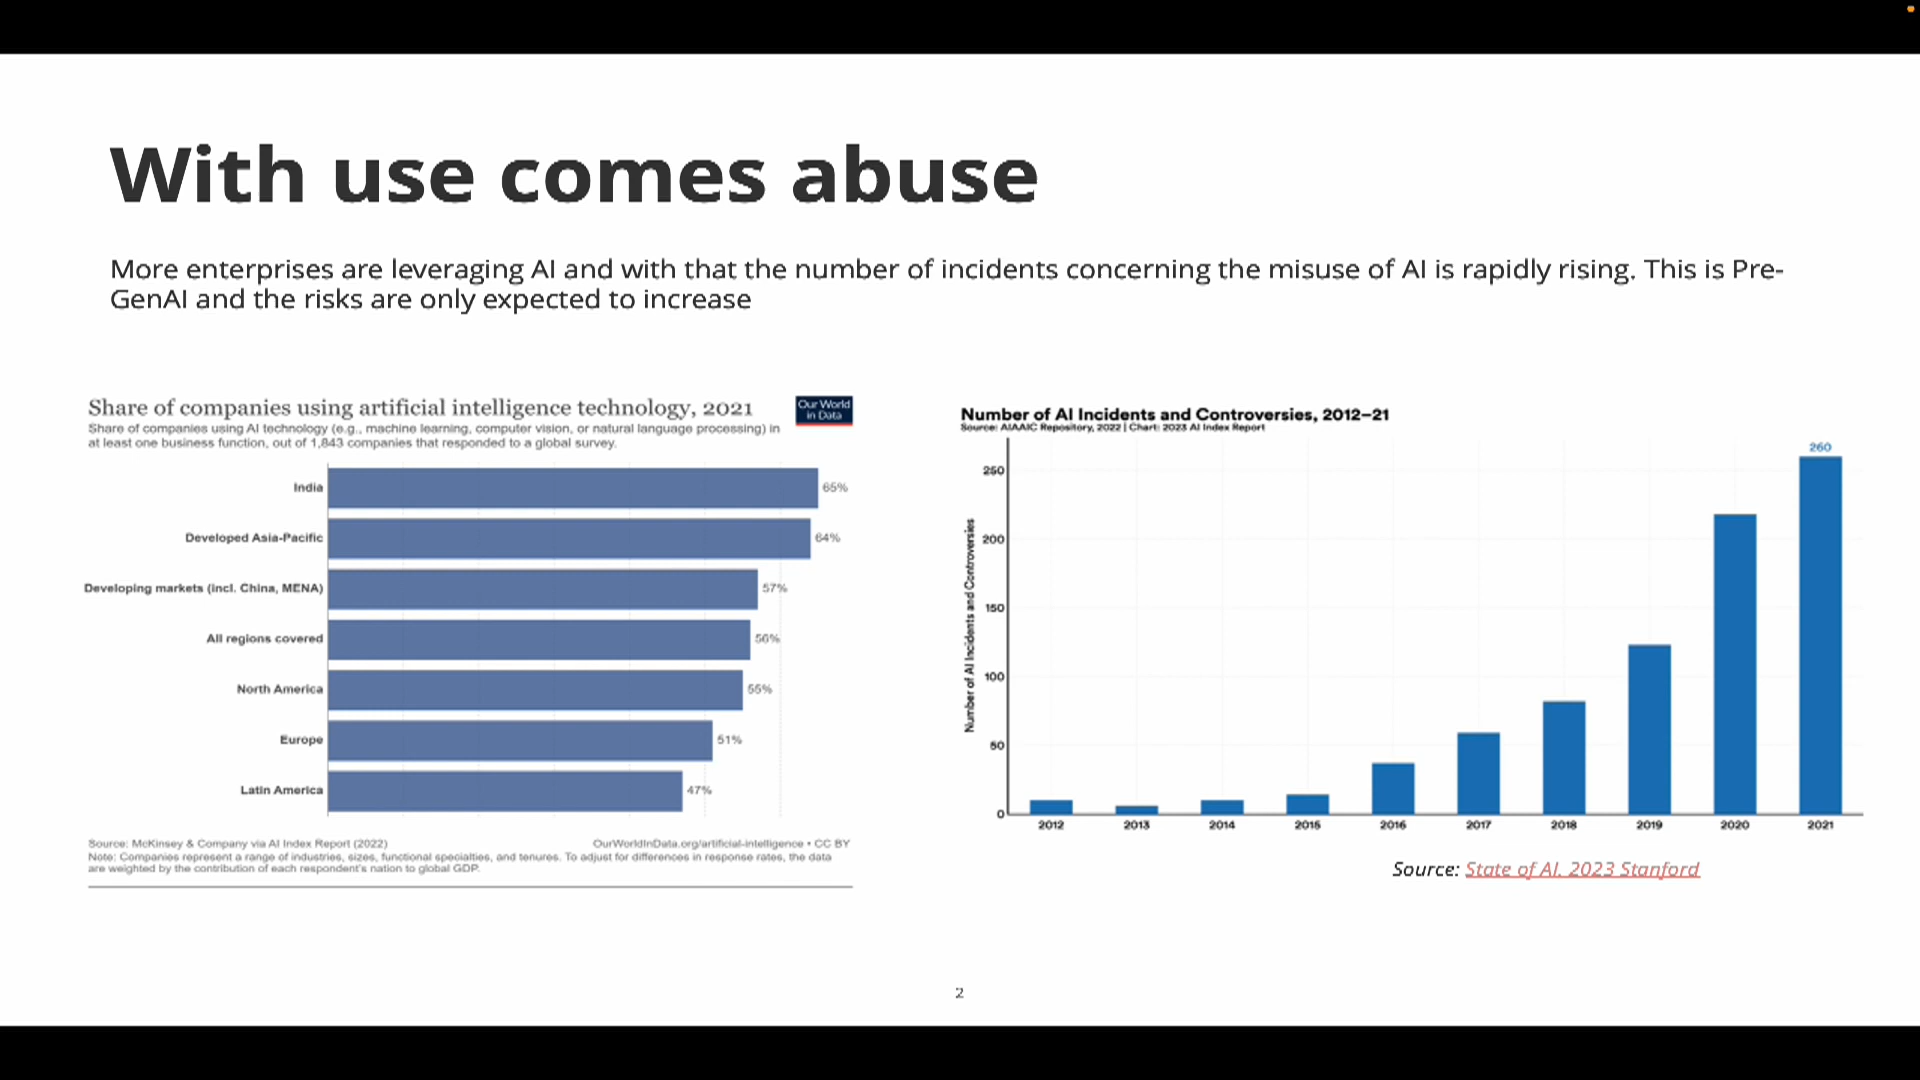 With use comes abuse
More enterprises are leveraging AI and with that the number of incidents concerning the misuse of AI is rapidly rising. This is Pre-
GenAI and the risks are only expected to increase
Share of companies using artificial intelligence technology, 2021
Our World
in Data
Share of companies using AI technology (e.g., machine learning, computer vision, or natural language processing) in
at least one business function, out of 1,843 companies that responded to a global survey.
India 65%
Developed Asia-Pacific 64%
Developing markets (incl. China, MENA) 57%
All regions covered 56%
North America 55%
Europe 51%
Latin America 47%
Source: McKinsey & Company via AI Index Report (2022) OurWorldInData.org/artificial-intelligence • CC BY
Note: Companies represent a range of industries, sizes, functional specialties, and tenures. To adjust for differences in response rates, the data
are weighted by the contribution of each respondent's nation to global GDP.
Number of AI Incidents and Controversies, 2012–21
Source: AIAAIC Repository, 2022 | Chart: 2023 AI Index Report
Number of AI Incidents and Controversies
260
250
200
150
100
50
0
2012 2013 2014 2015 2016 2017 2018 2019 2020 2021
Source: State of AI, 2023 Stanford
2